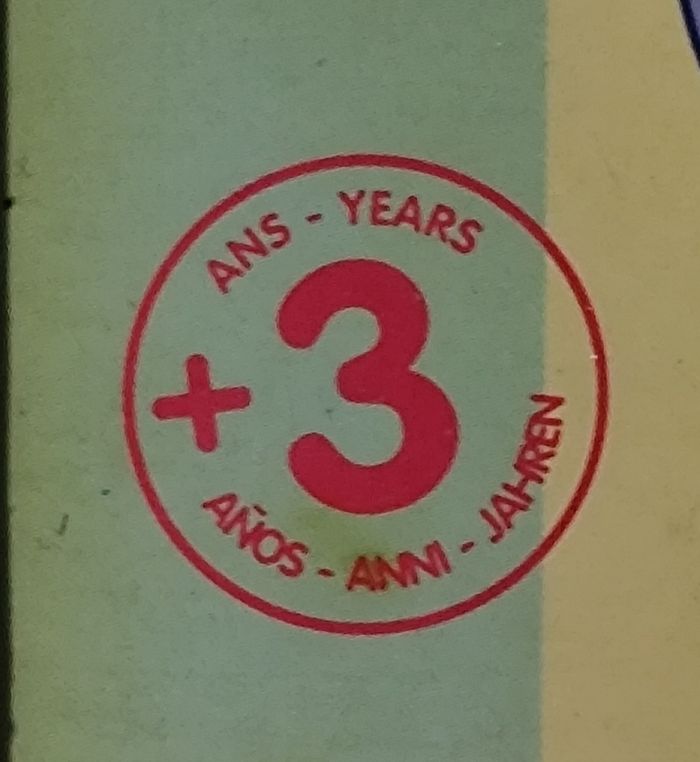 ANS - YEARS
+3
AÑOS - ANNI - JAHREN